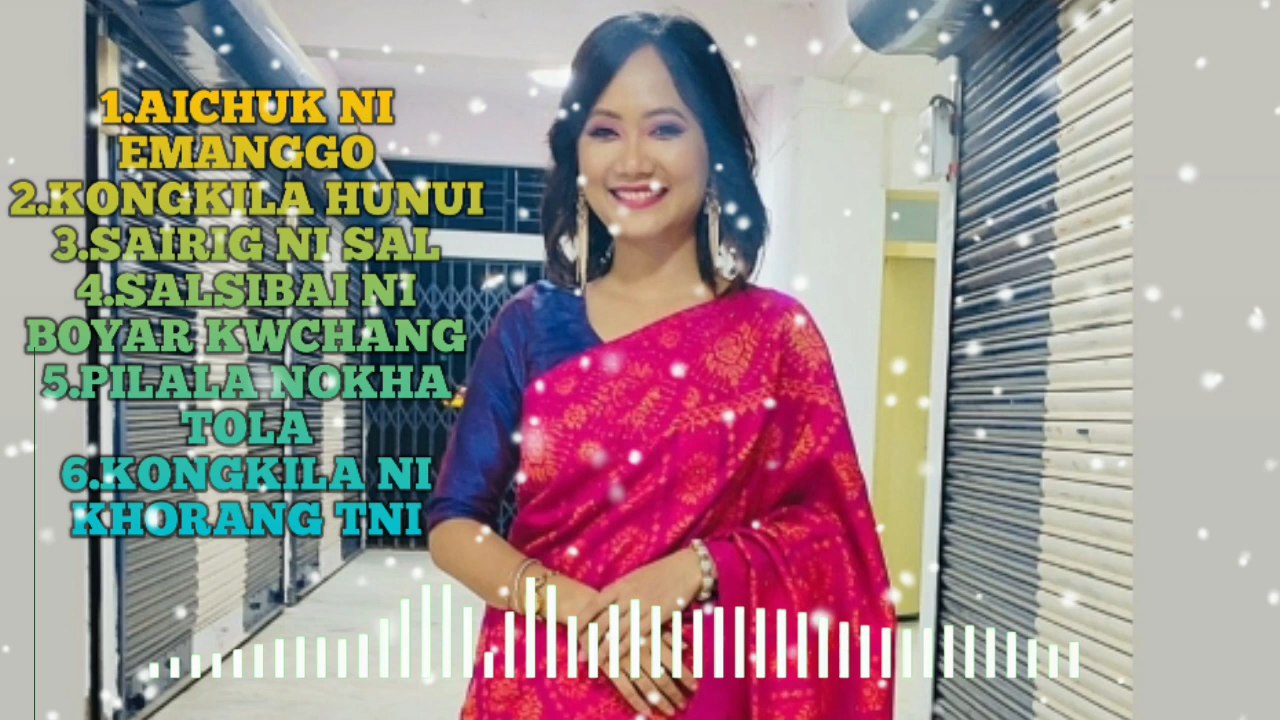 1.AICHUK NI
EMANGGO
2.KONGKILA HUNUI
3.SAIRIG NI SAL
4.SALSIBAI NI
BOYAR KWCHANG
5.PILALA NOKHA
TOLA
6.KONGKILA NI
KHORANG TNI